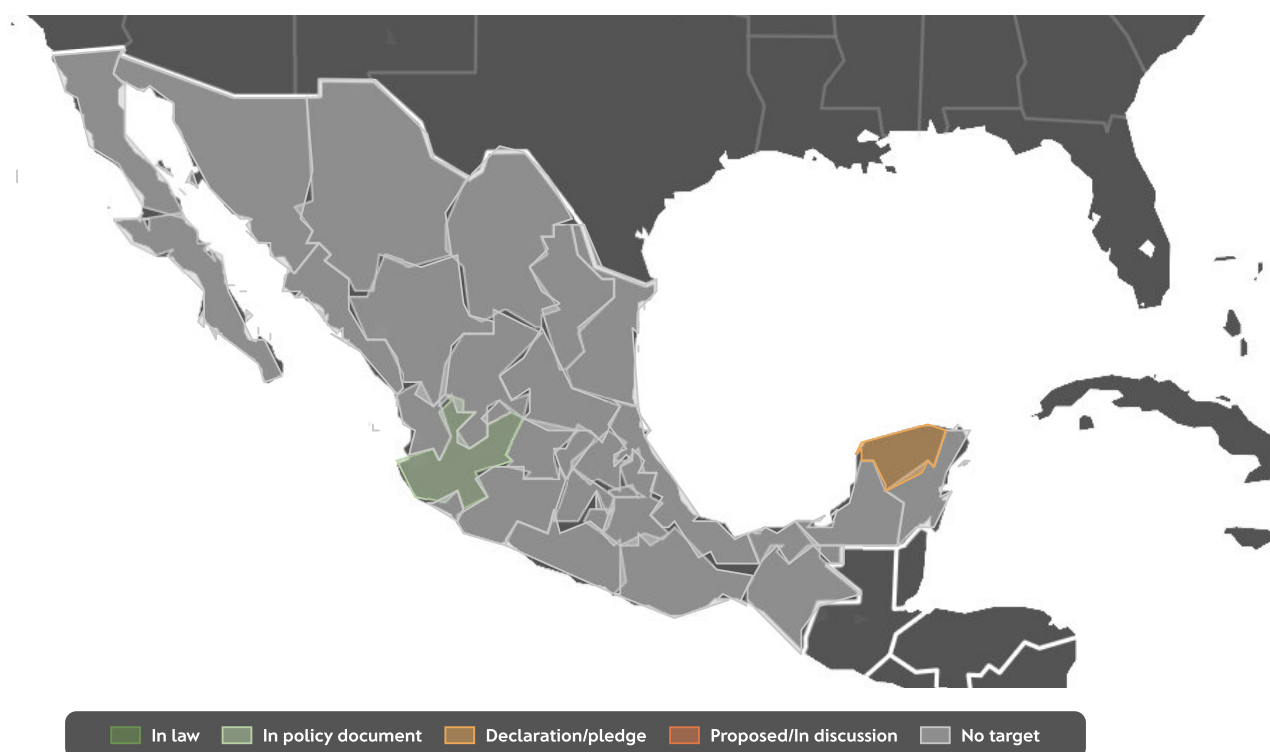 In law In policy document Declaration/pledge Proposed/In discussion No target